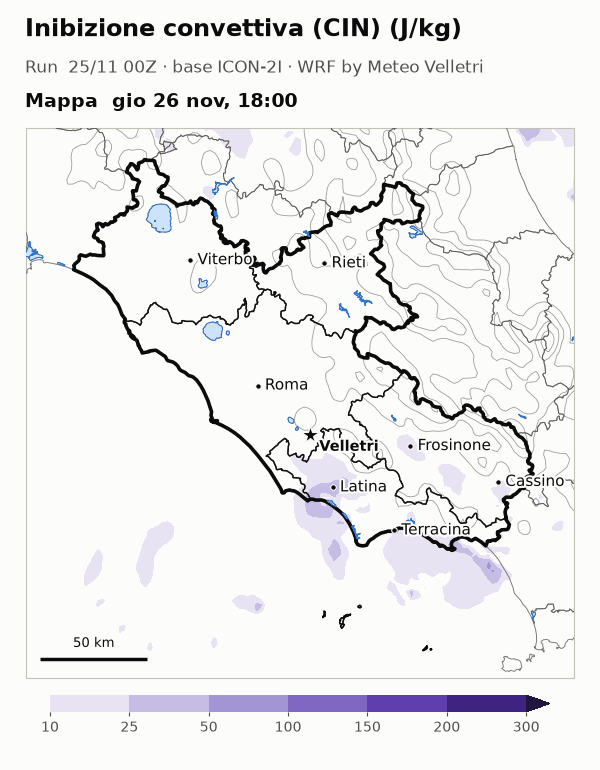 Inibizione convettiva (CIN) (J/kg)
Run  25/11 00Z · base ICON-2I · WRF by Meteo Velletri
Mappa  gio 26 nov, 18:00
Viterbo
Rieti
Roma
Velletri
Frosinone
Cassino
Latina
Terracina
50 km
10 25 50 100 150 200 300